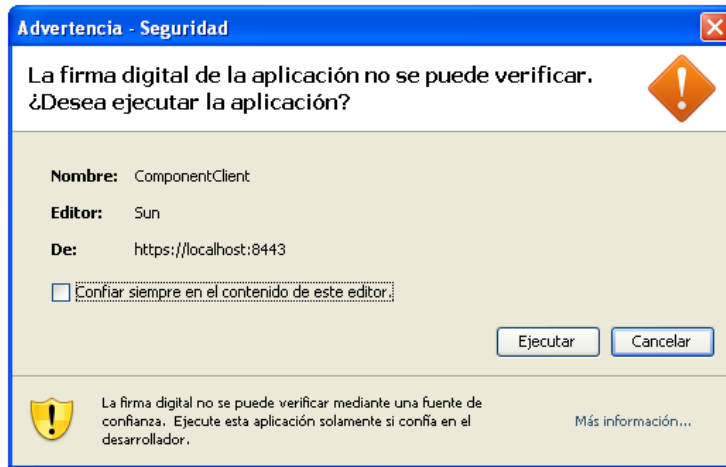 Advertencia - Seguridad
La firma digital de la aplicación no se puede verificar.
¿Desea ejecutar la aplicación?
Nombre: ComponentClient
Editor: Sun
De: https://localhost:8443
Confiar siempre en el contenido de este editor.
Ejecutar Cancelar
La firma digital no se puede verificar mediante una fuente de
confianza. Ejecute esta aplicación solamente si confía en el
desarrollador.
Más información...